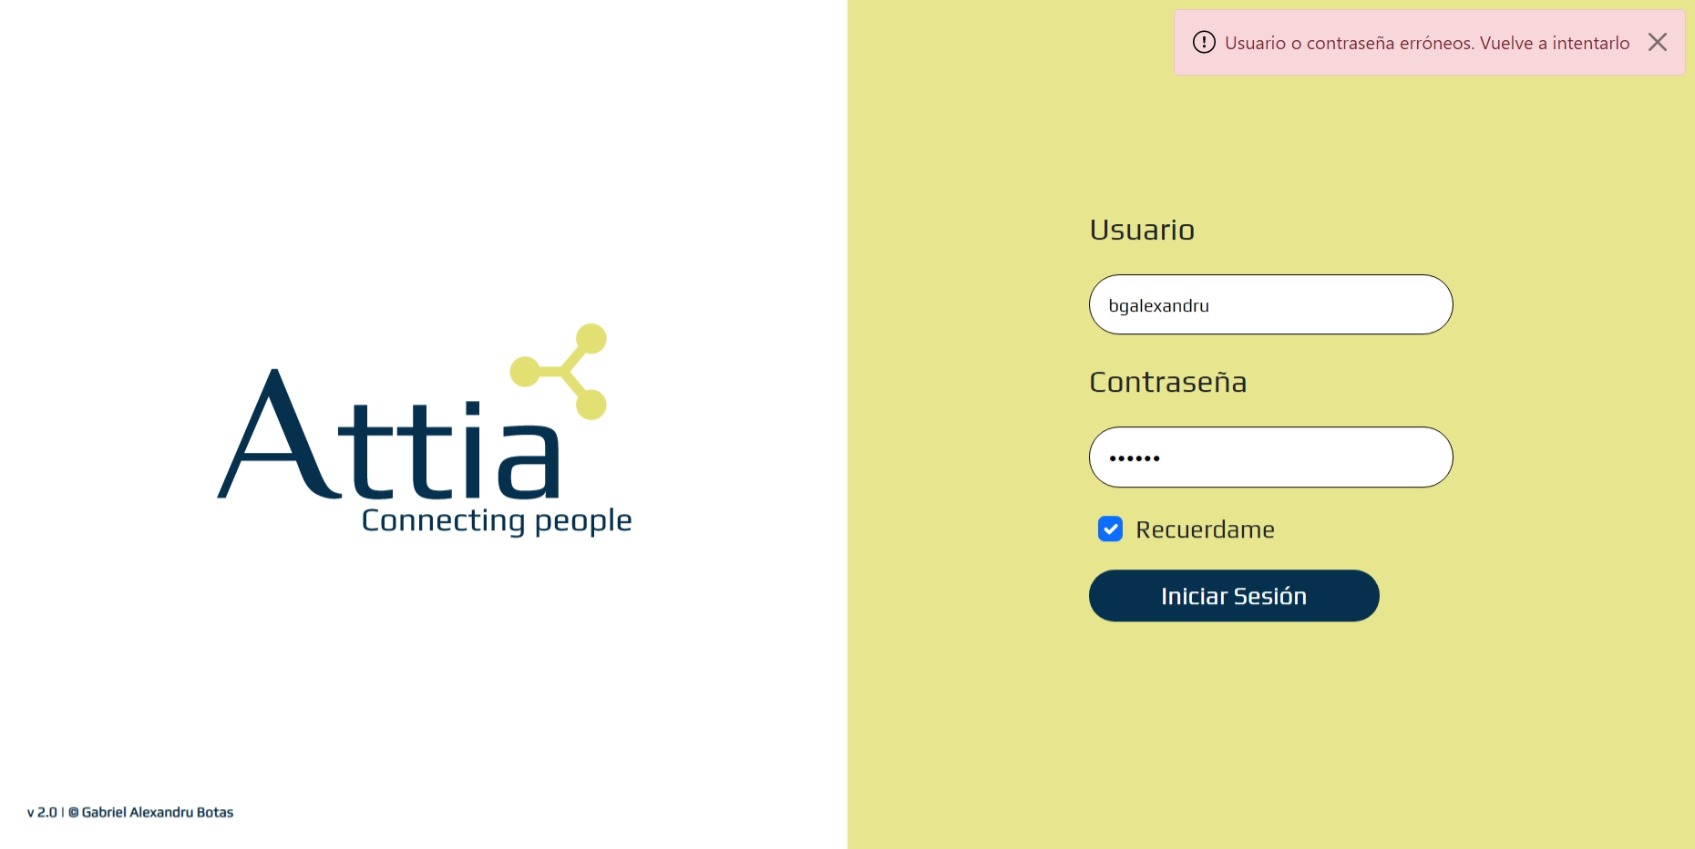 Usuario o contraseña erróneos. Vuelve a intentarlo
Attia
Connecting people
Usuario
bgalexandru
Contraseña
••••••
Recuerdame
Iniciar Sesión
v 2.0 | © Gabriel Alexandru Botas